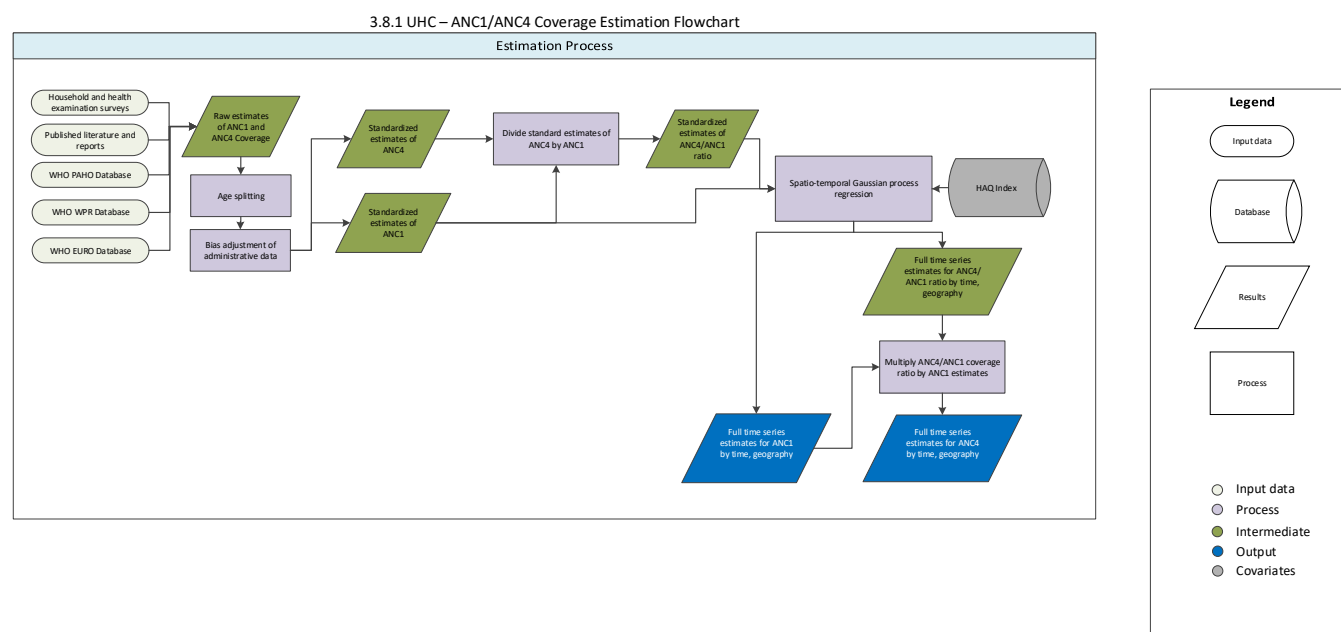 3.8.1 UHC – ANC1/ANC4 Coverage Estimation Flowchart
Estimation Process
Household and health
examination surveys
Published literature and
reports
WHO PAHO Database
WHO WPR Database
WHO EURO Database
Raw estimates
of ANC1 and
ANC4 Coverage
Age splitting
Bias adjustment of
administrative data
Standardized
estimates of
ANC4
Standardized
estimates of
ANC1
Divide standard estimates of
ANC4 by ANC1
Standardized
estimates of
ANC4/ANC1
ratio
Spatio-temporal Gaussian process
regression
HAQ Index
Full time series
estimates for ANC4/
ANC1 ratio by time,
geography
Multiply ANC4/ANC1 coverage
ratio by ANC1 estimates
Full time series
estimates for ANC1
by time, geography
Full time series
estimates for ANC4
by time, geography
Legend
Input data
Database
Results
Process
Input data
Process
Intermediate
Output
Covariates